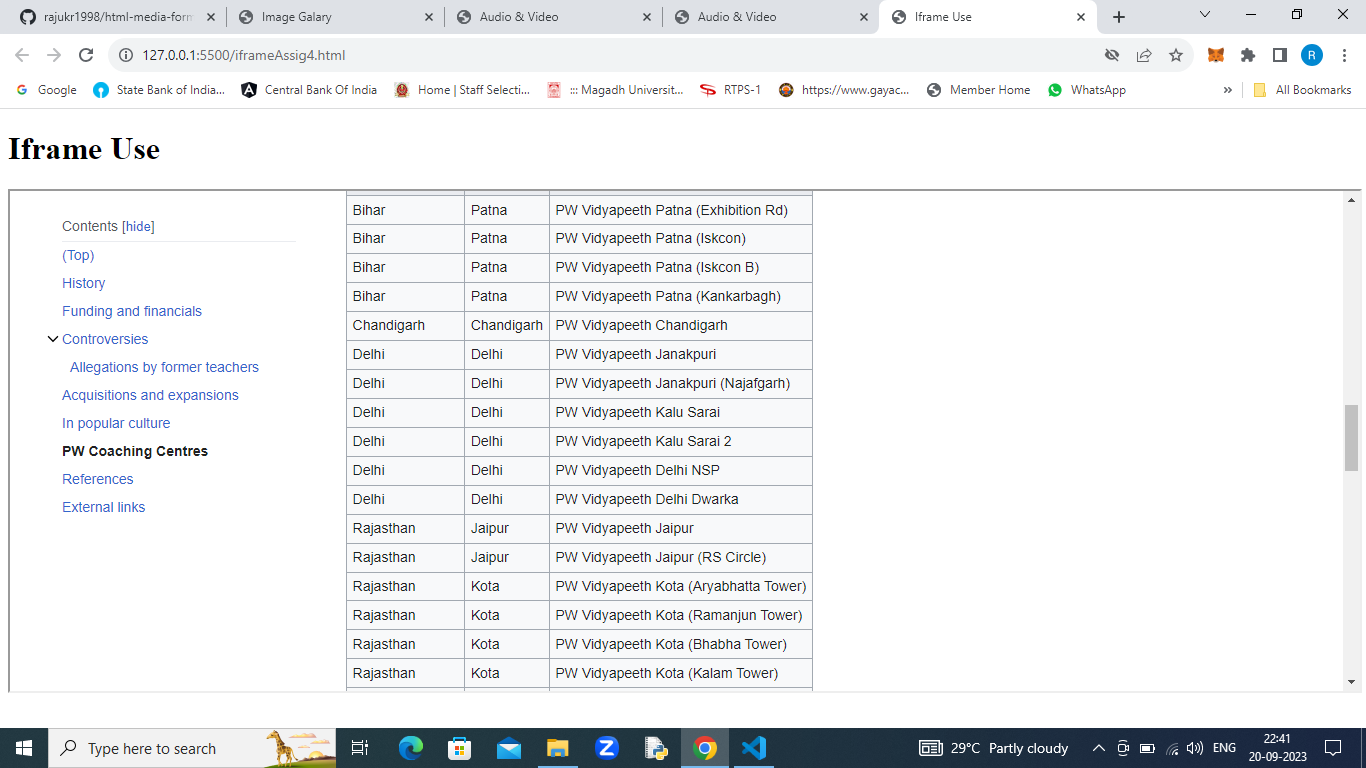 rajukr1998/html-media-form
Image Galary
Audio & Video
Audio & Video
Iframe Use
127.0.0.1:5500/iframeAssig4.html
R
Google
State Bank of India...
Central Bank Of India
Home | Staff Selecti...
::: Magadh Universit...
RTPS-1
https://www.gayac...
Member Home
WhatsApp
»
All Bookmarks
Iframe Use
Contents [hide]
(Top)
History
Funding and financials
Controversies
Allegations by former teachers
Acquisitions and expansions
In popular culture
PW Coaching Centres
References
External links
Bihar Patna PW Vidyapeeth Patna (Exhibition Rd)
Bihar Patna PW Vidyapeeth Patna (Iskcon)
Bihar Patna PW Vidyapeeth Patna (Iskcon B)
Bihar Patna PW Vidyapeeth Patna (Kankarbagh)
Chandigarh Chandigarh PW Vidyapeeth Chandigarh
Delhi Delhi PW Vidyapeeth Janakpuri
Delhi Delhi PW Vidyapeeth Janakpuri (Najafgarh)
Delhi Delhi PW Vidyapeeth Kalu Sarai
Delhi Delhi PW Vidyapeeth Kalu Sarai 2
Delhi Delhi PW Vidyapeeth Delhi NSP
Delhi Delhi PW Vidyapeeth Delhi Dwarka
Rajasthan Jaipur PW Vidyapeeth Jaipur
Rajasthan Jaipur PW Vidyapeeth Jaipur (RS Circle)
Rajasthan Kota PW Vidyapeeth Kota (Aryabhatta Tower)
Rajasthan Kota PW Vidyapeeth Kota (Ramanjun Tower)
Rajasthan Kota PW Vidyapeeth Kota (Bhabha Tower)
Rajasthan Kota PW Vidyapeeth Kota (Kalam Tower)
Type here to search
29°C Partly cloudy
ENG
22:41
20-09-2023